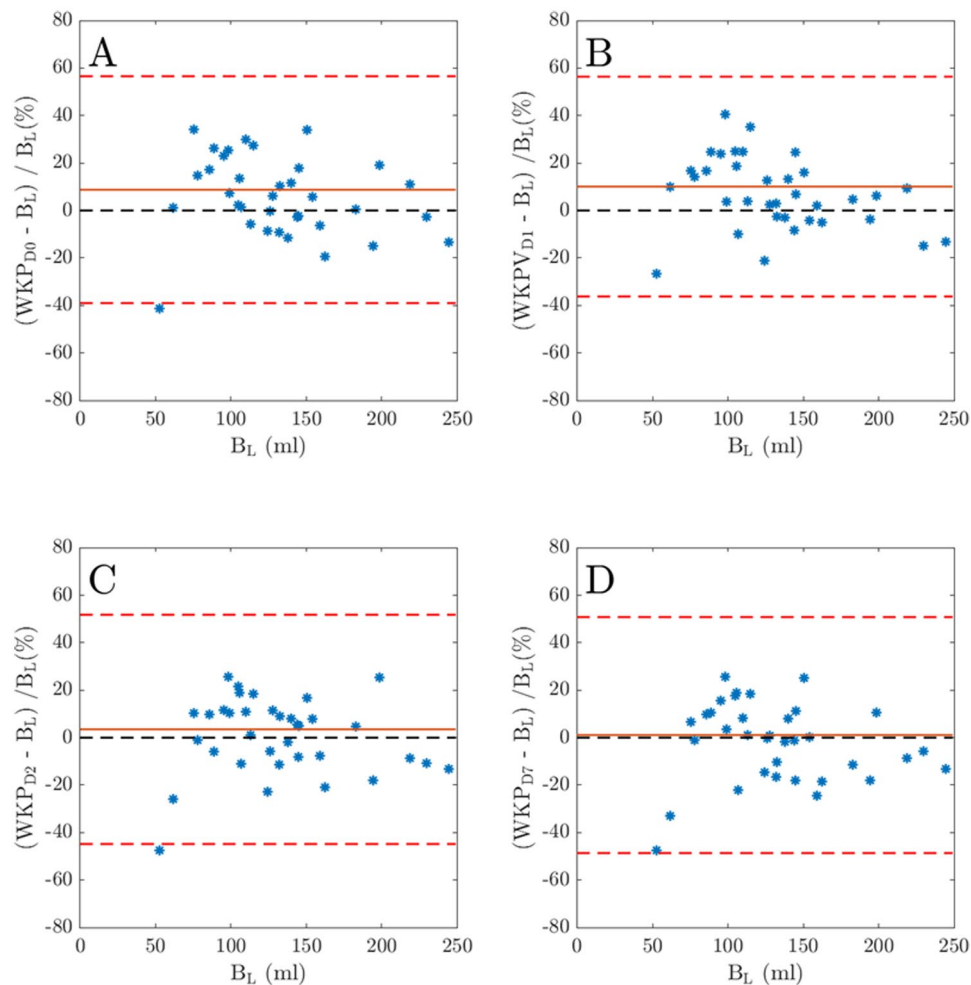 A
(WKP_D0 - B_L) / B_L(%)
80
60
40
20
0
-20
-40
-60
-80
0 50 100 150 200 250
B_L (ml)
B
(WKPV_D1 - B_L) /B_L(%)
80
60
40
20
0
-20
-40
-60
-80
0 50 100 150 200 250
B_L (ml)
C
(WKP_D2 - B_L) /B_L(%)
80
60
40
20
0
-20
-40
-60
-80
0 50 100 150 200 250
B_L (ml)
D
(WKP_D7 - B_L) /B_L(%)
80
60
40
20
0
-20
-40
-60
-80
0 50 100 150 200 250
B_L (ml)